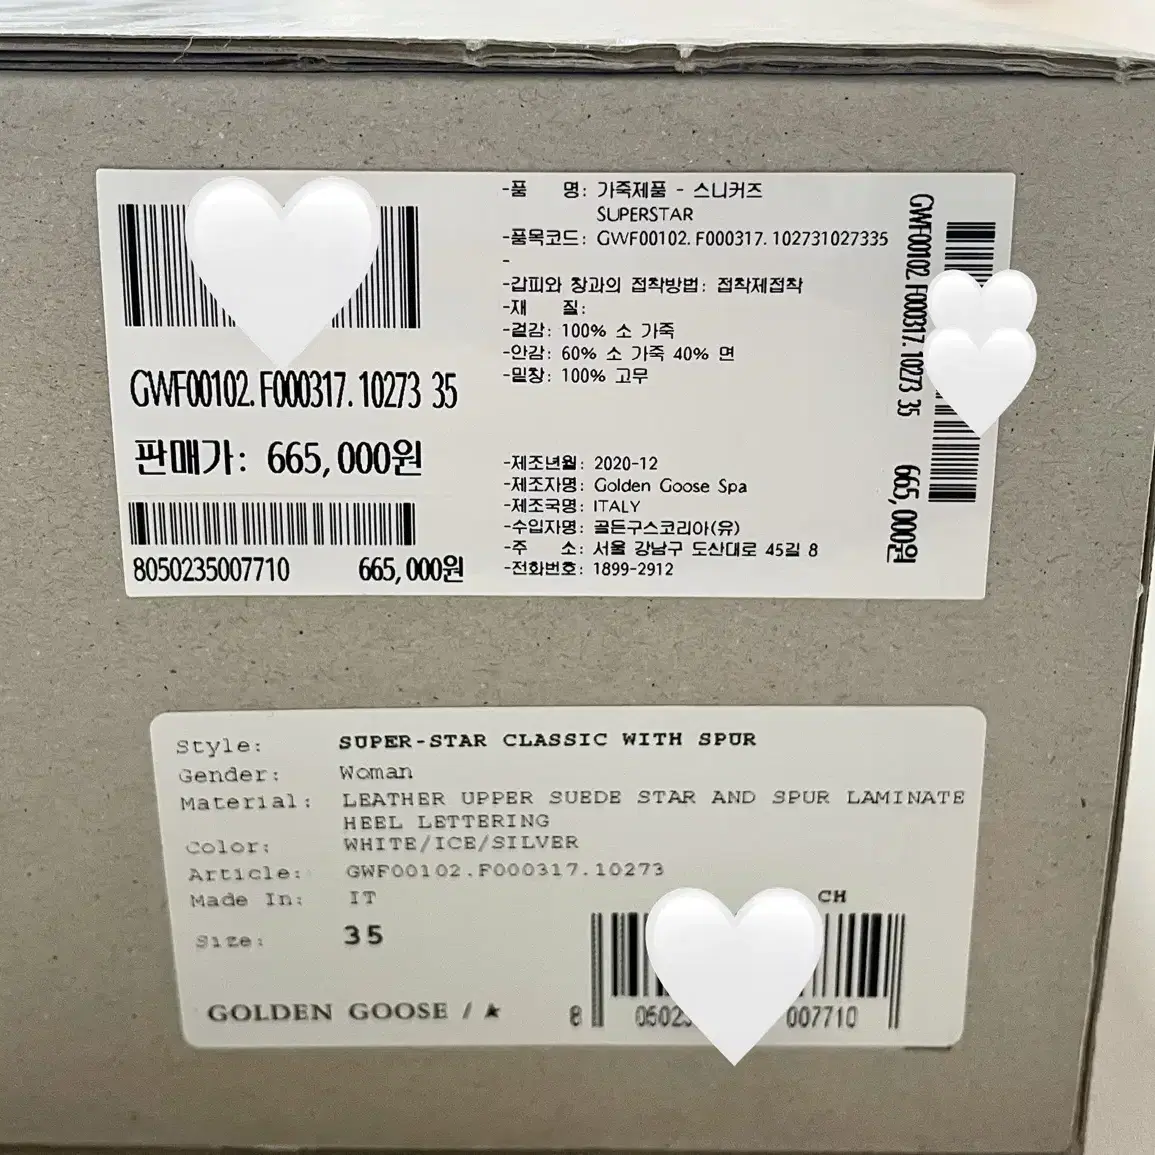 GWF00102.F000317.10273 35
판매가: 665,000원
8050235007710 665,000원
-품 명: 가죽제품 - 스니커즈
SUPERSTAR
-품목코드: GWF00102.F000317.102731027335
-
-갑피와 창과의 접착방법: 접착제접착
-재 질:
-겉감: 100% 소 가죽
-안감: 60% 소 가죽 40% 면
-밑창: 100% 고무
-제조년월: 2020-12
-제조자명: Golden Goose Spa
-제조국명: ITALY
-수입자명: 골든구스코리아(유)
-주 소: 서울 강남구 도산대로 45길 8
-전화번호: 1899-2912
GWF00102.F000317.10273 35
665,000원
Style: SUPER-STAR CLASSIC WITH SPUR
Gender: Woman
Material: LEATHER UPPER SUEDE STAR AND SPUR LAMINATE
HEEL LETTERING
Color: WHITE/ICE/SILVER
Article: GWF00102.F000317.10273
Made In: IT
CH
Size: 35
GOLDEN GOOSE / ★
8 05023 007710